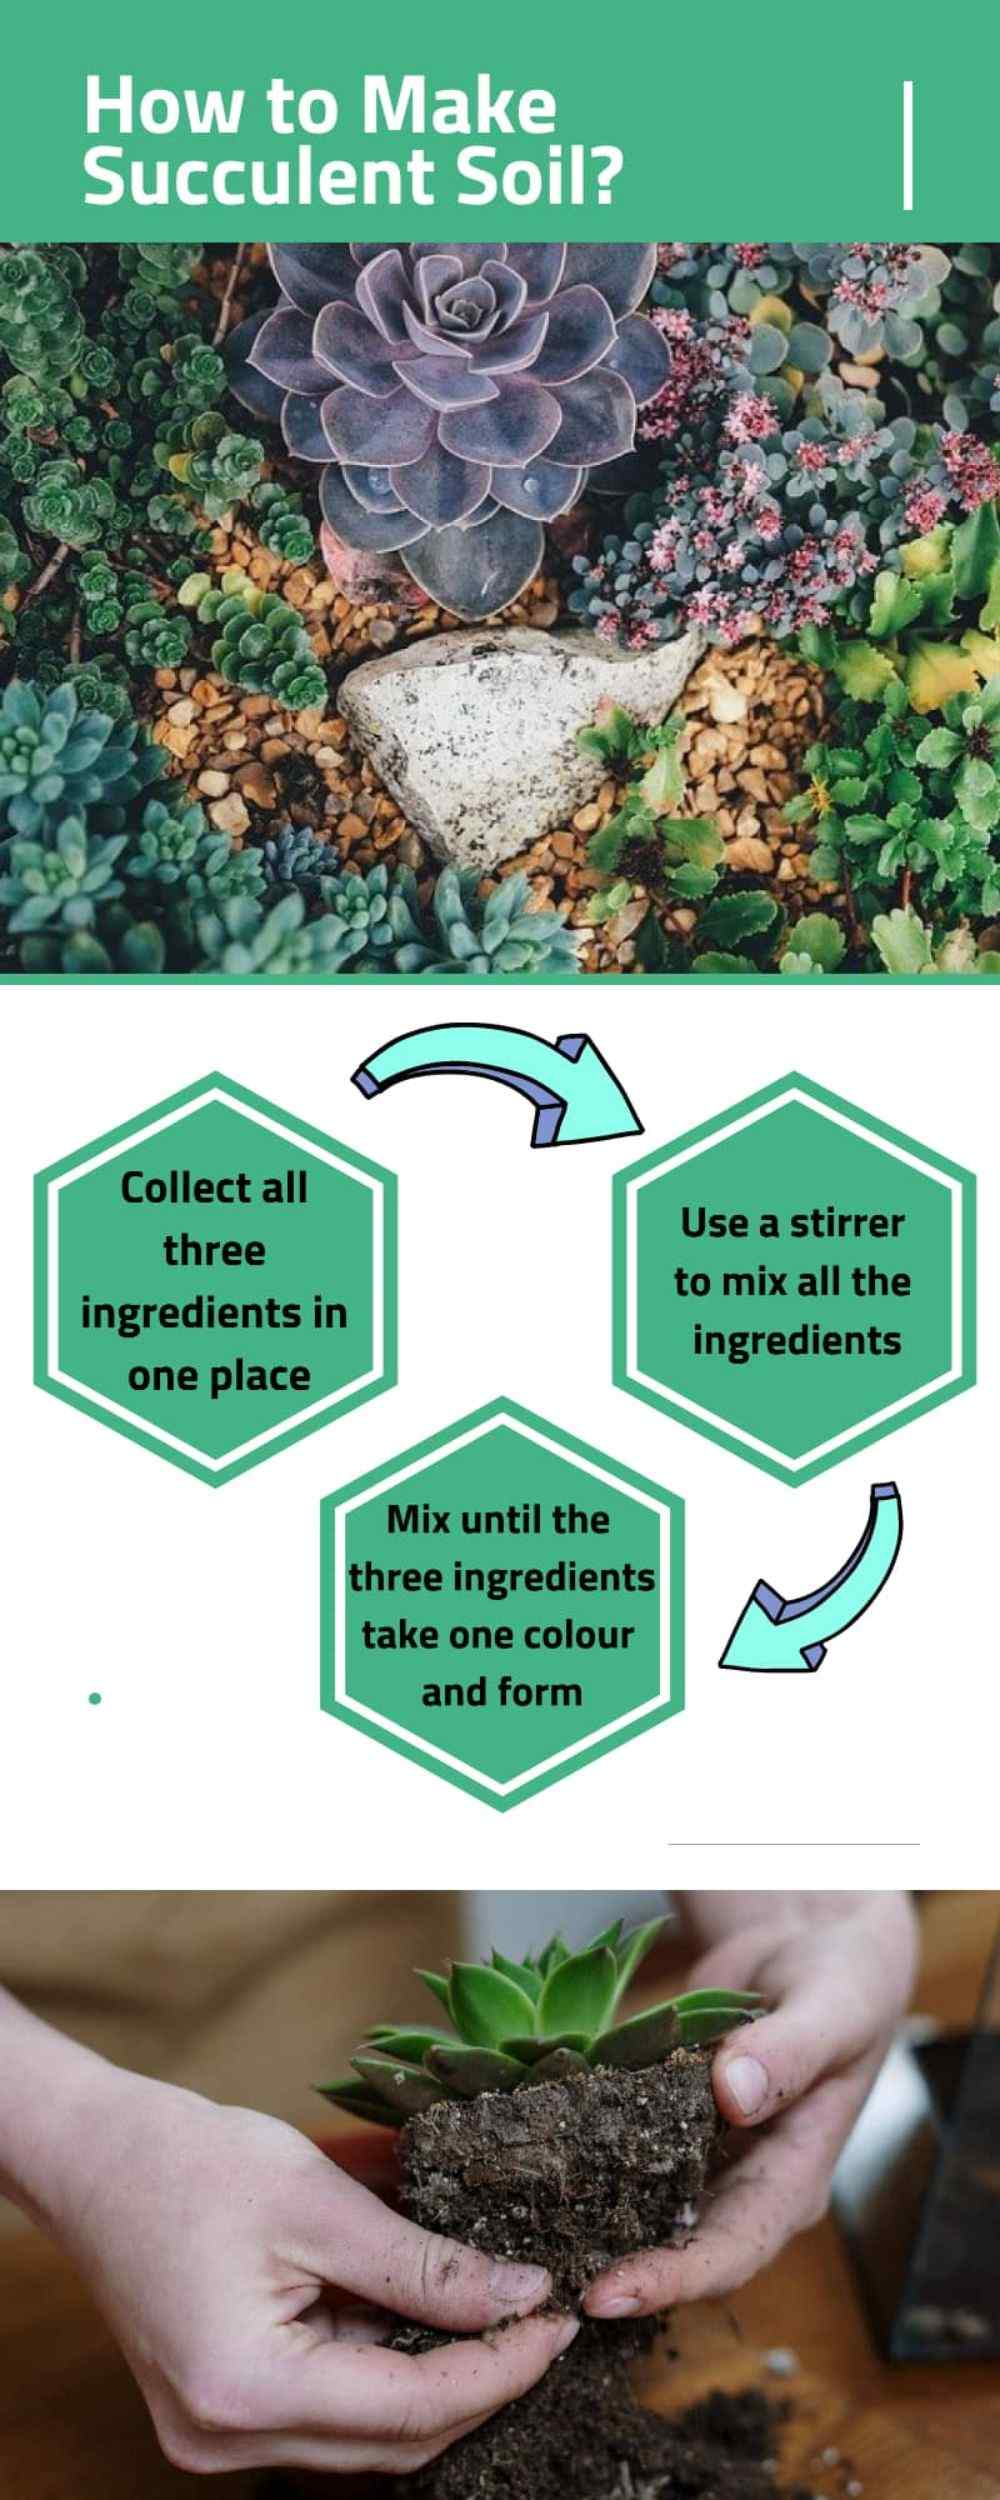 How to Make
Succulent Soil?
Collect all
three
ingredients in
one place
Use a stirrer
to mix all the
ingredients
Mix until the
three ingredients
take one colour
and form